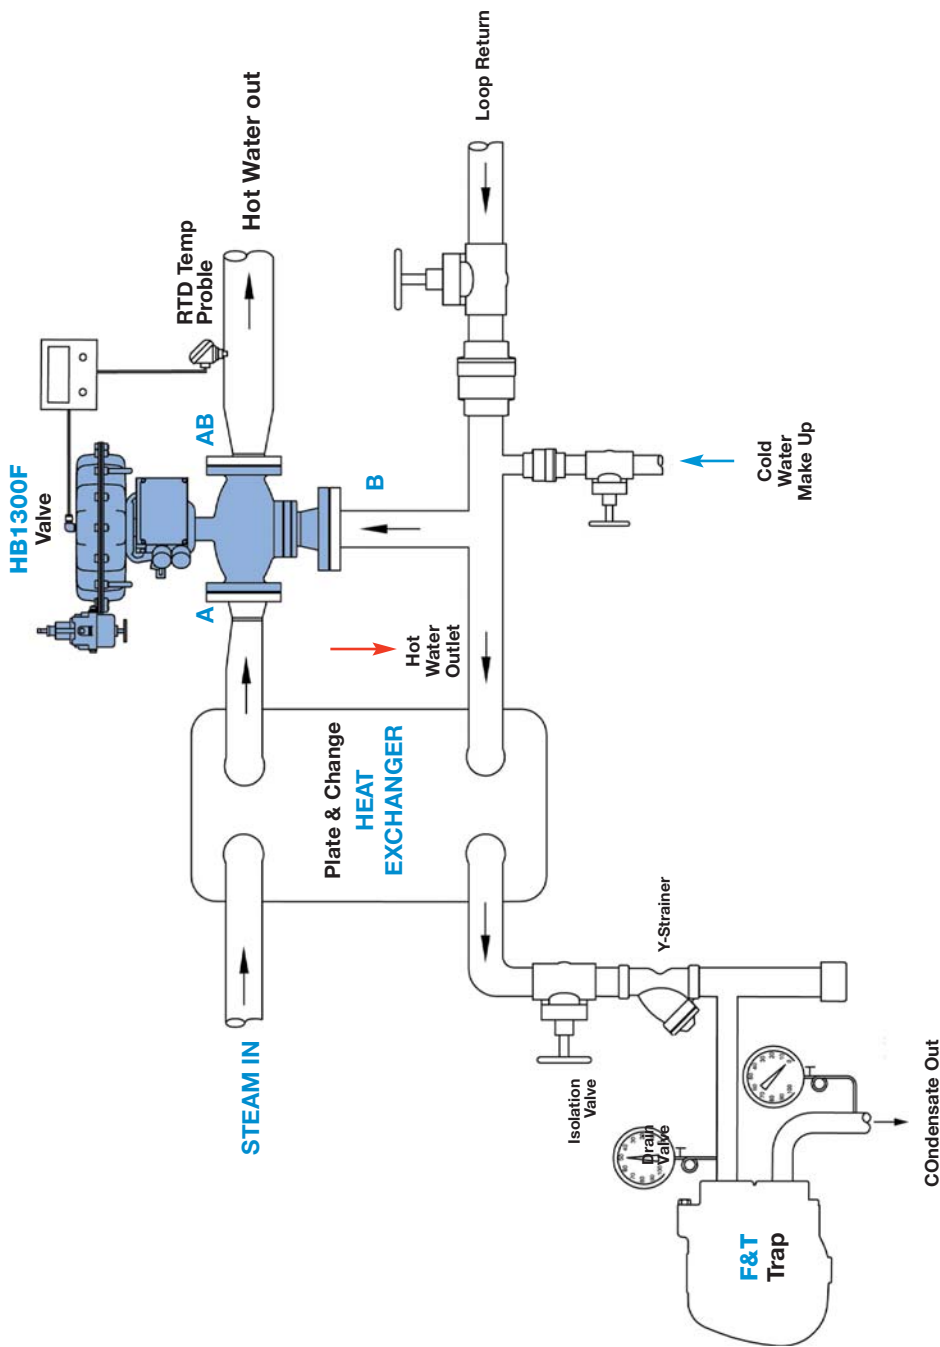 HB1300F
Valve
RTD Temp
Proble
Hot Water out
Loop Return
A
AB
B
Cold
Water
Make Up
Hot
Water
Outlet
Plate & Change
HEAT
EXCHANGER
STEAM IN
Isolation
Valve
Y-Strainer
Drain
Valve
F&T
Trap
COndensate Out